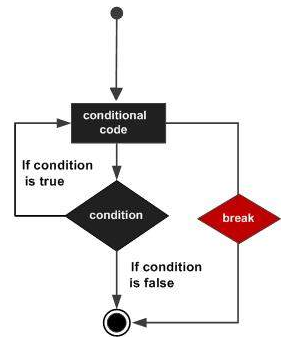 conditional
code
If condition
is true
condition
break
If condition
is false